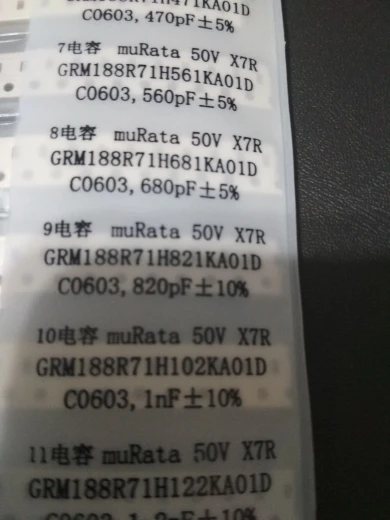 GRM188R71H471KA01D
C0603, 470pF±5%
7电容 muRata 50V X7R
GRM188R71H561KA01D
C0603, 560pF±5%
8电容 muRata 50V X7R
GRM188R71H681KA01D
C0603, 680pF±5%
9电容 muRata 50V X7R
GRM188R71H821KA01D
C0603, 820pF±10%
10电容 muRata 50V X7R
GRM188R71H102KA01D
C0603, 1nF±10%
11电容 muRata 50V X7R
GRM188R71H122KA01D